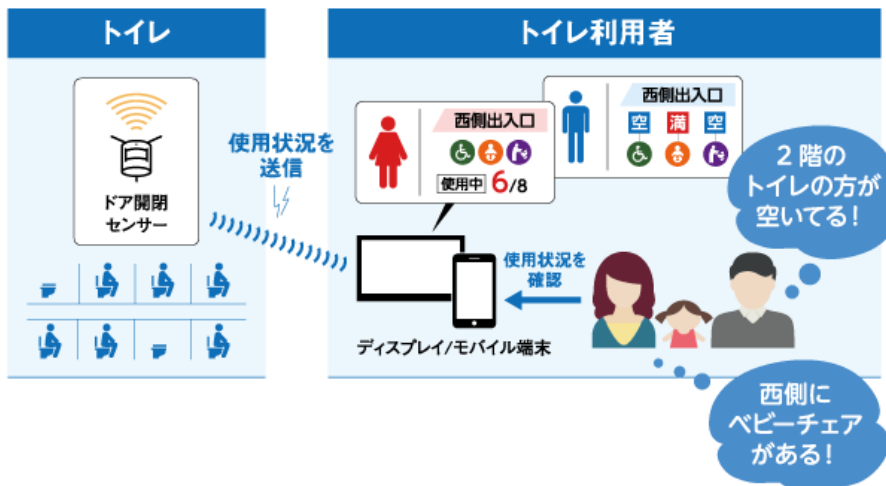 トイレ
ドア開閉
センサー
使用状況を
送信
トイレ利用者
西側出入口
使用中 6/8
西側出入口
空 満 空
使用状況を
確認
ディスプレイ/モバイル端末
2階の
トイレの方が
空いてる!
西側に
ベビーチェア
がある!